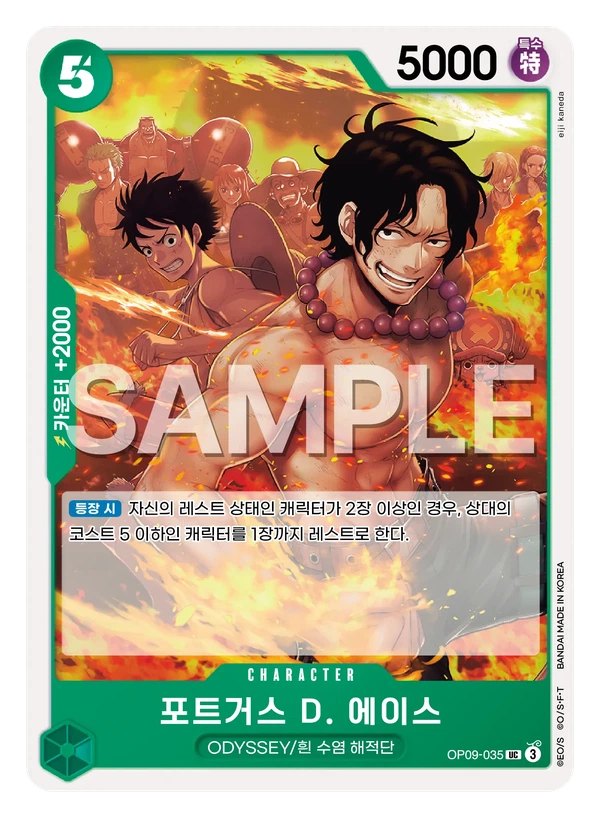 5
5000
특수
特
eiji kaneda
카운터 +2000
SAMPLE
등장 시 자신의 레스트 상태인 캐릭터가 2장 이상인 경우, 상대의
코스트 5 이하인 캐릭터를 1장까지 레스트로 한다.
BANDAI MADE IN KOREA
©EO/S ©O/S·F·T
CHARACTER
포트거스 D. 에이스
ODYSSEY/흰 수염 해적단
OP09-035 UC 3